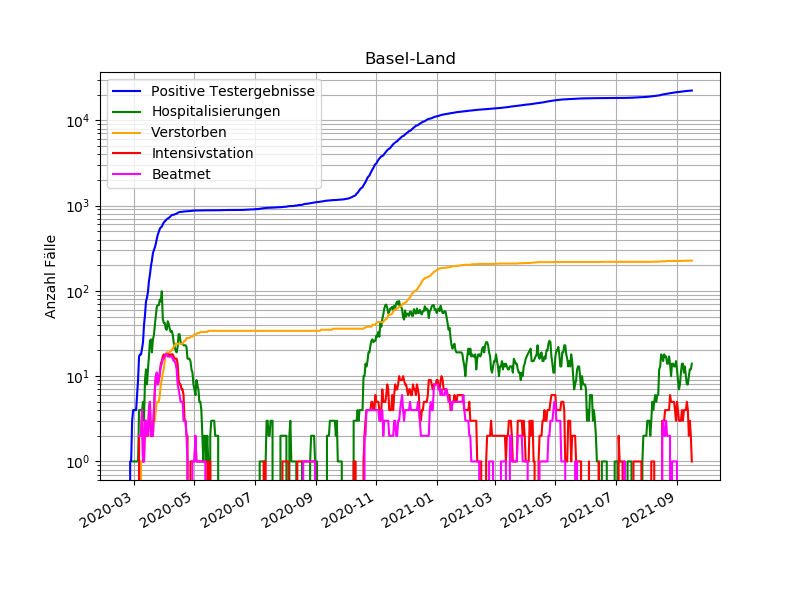 Basel-Land
Positive Testergebnisse
Hospitalisierungen
Verstorben
Intensivstation
Beatmet
Anzahl Fälle
10⁴
10³
10²
10¹
10⁰
2020-03
2020-05
2020-07
2020-09
2020-11
2021-01
2021-03
2021-05
2021-07
2021-09